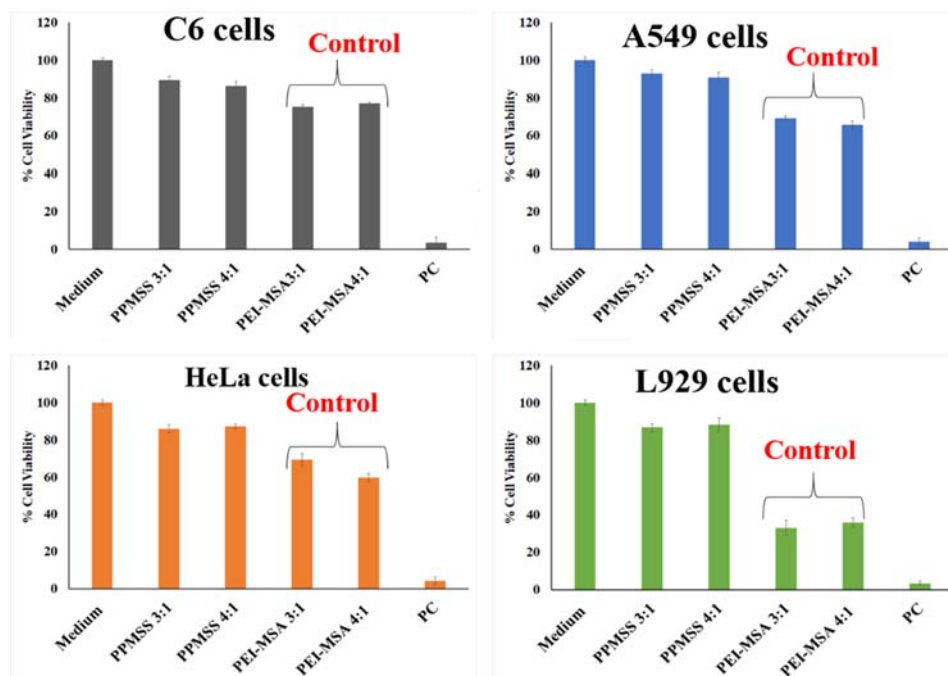 C6 cells
Control
% Cell Viability
120
100
80
60
40
20
0
Medium
PPMSS 3:1
PPMSS 4:1
PEI-MSA3:1
PEI-MSA4:1
PC
A549 cells
Control
% Cell Viability
120
100
80
60
40
20
0
Medium
PPMSS 3:1
PPMSS 4:1
PEI-MSA3:1
PEI-MSA4:1
PC
HeLa cells
Control
% Cell Viability
120
100
80
60
40
20
0
Medium
PPMSS 3:1
PPMSS 4:1
PEI-MSA 3:1
PEI-MSA 4:1
PC
L929 cells
Control
% Cell Viability
120
100
80
60
40
20
0
Medium
PPMSS 3:1
PPMSS 4:1
PEI-MSA 3:1
PEI-MSA 4:1
PC